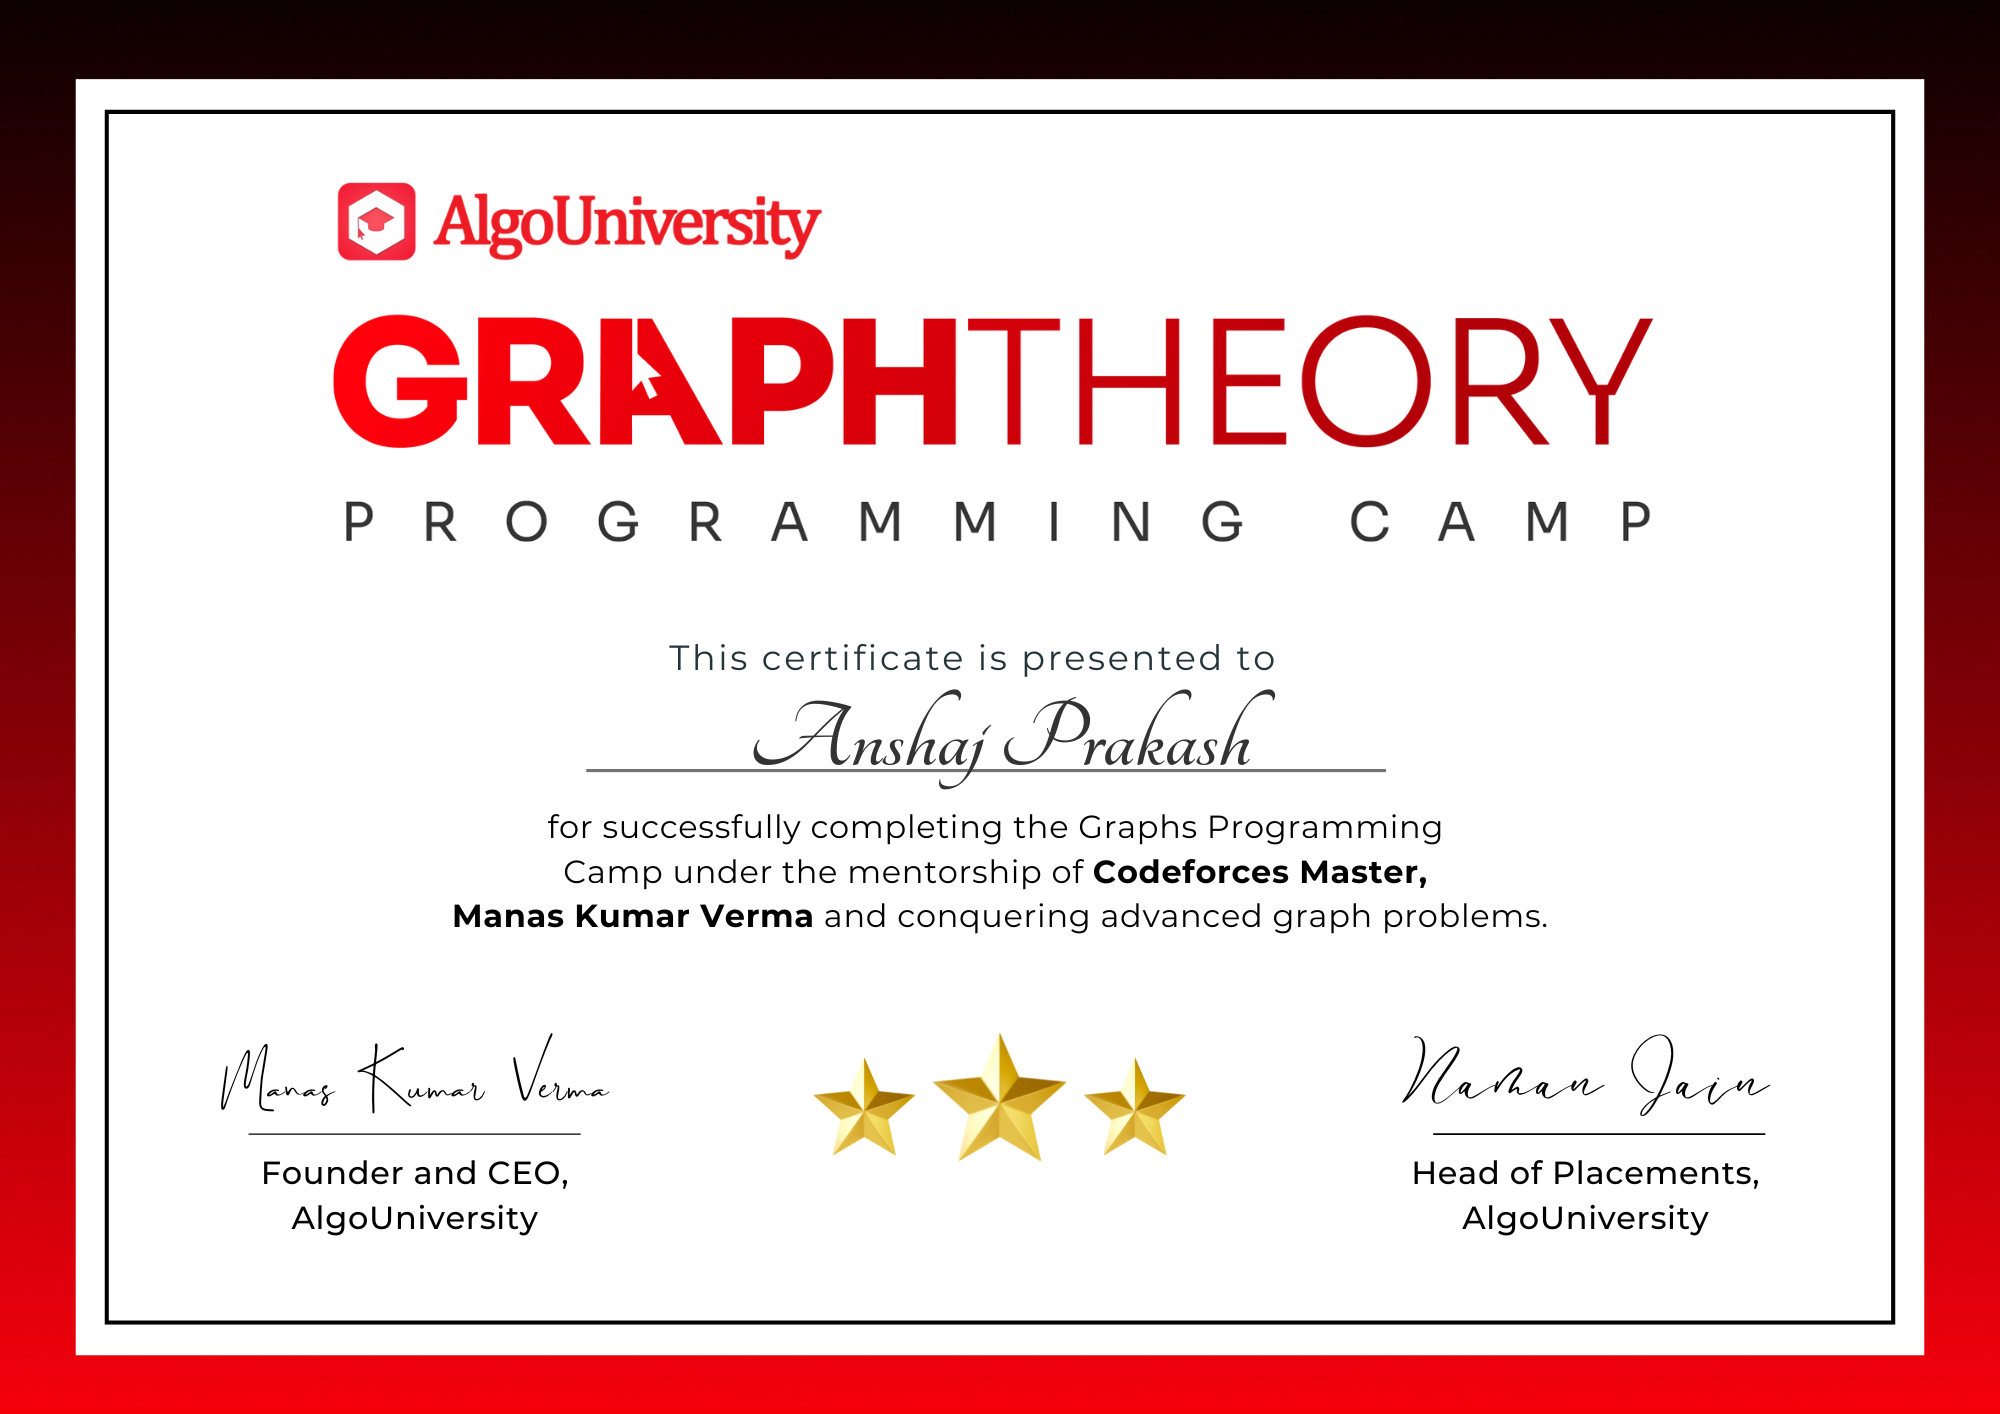 AlgoUniversity
GRAPHTHEORY
PROGRAMMING CAMP
This certificate is presented to
Anshaj Prakash
for successfully completing the Graphs Programming
Camp under the mentorship of Codeforces Master,
Manas Kumar Verma and conquering advanced graph problems.
Manas Kumar Verma
Founder and CEO,
AlgoUniversity
Naman Jain
Head of Placements,
AlgoUniversity